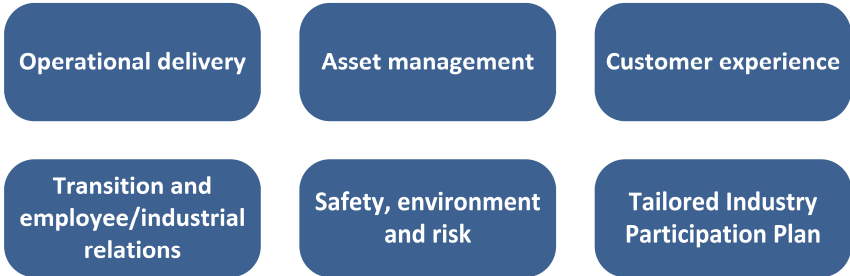 Operational delivery
Asset management
Customer experience
Transition and
employee/industrial
relations
Safety, environment
and risk
Tailored Industry
Participation Plan